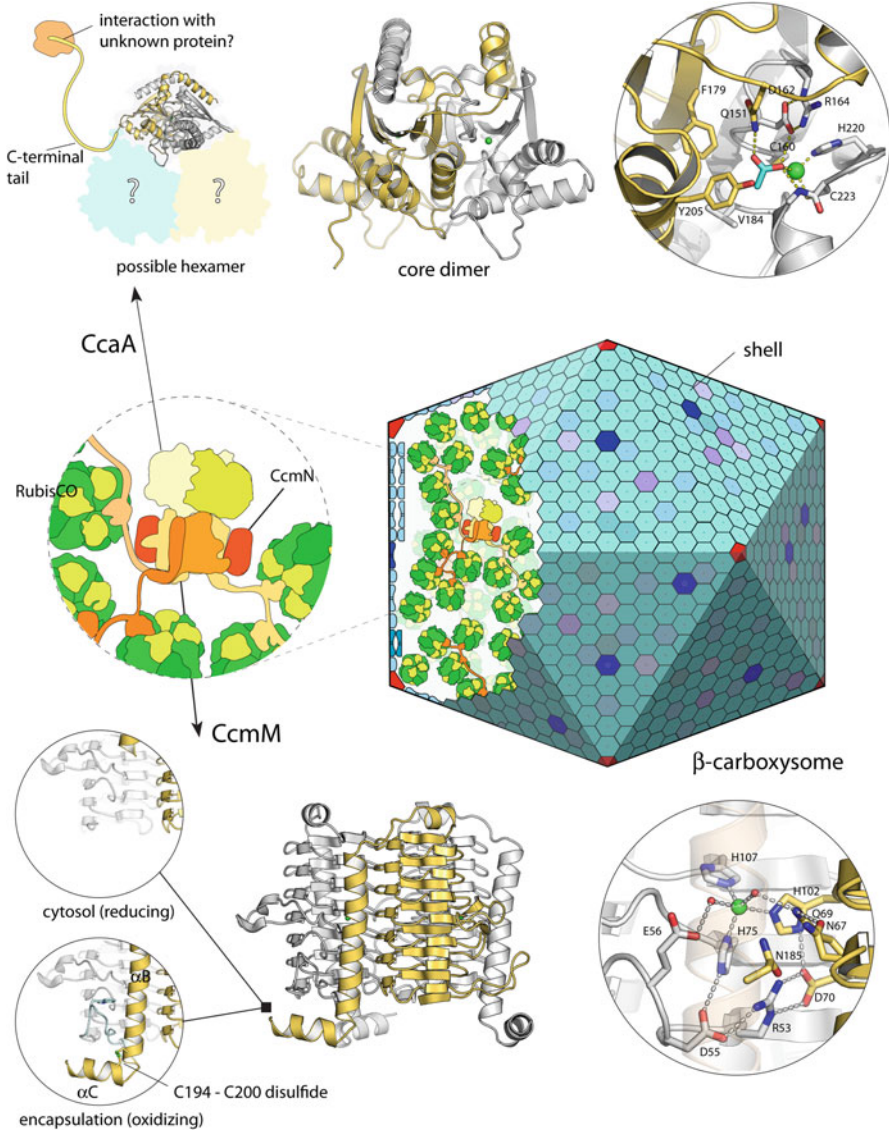 interaction with
unknown protein?
C-terminal
tail
?
?
possible hexamer
core dimer
F179
D162
Q151
R164
H220
C160
Y205
V184
C223
CcaA
shell
RubisCO
CcmN
CcmM
β-carboxysome
cytosol (reducing)
αB
αC
C194 - C200 disulfide
encapsulation (oxidizing)
H107
H102
E56
Q69
N67
H75
N185
D70
R53
D55